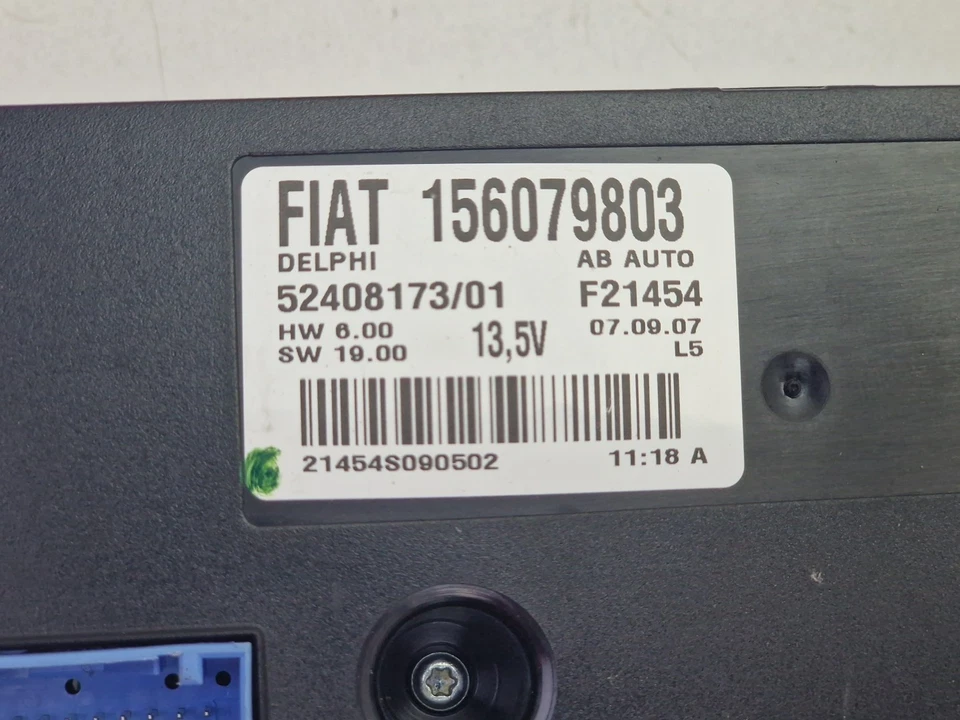 FIAT 156079803
DELPHI AB AUTO
52408173/01 F21454
HW 6.00 13,5V 07.09.07
SW 19.00 L5
21454S090502 11:18 A